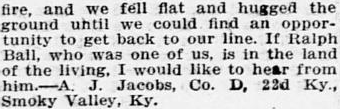 fire, and we fell flat and hugged the
ground uhtil we could find an oppor-
tunity to get back to our line. If Ralph
Ball, who was one of us, is in the land
of the living, I would like to hear from
him.—A. J. Jacobs, Co. D, 22d Ky.,
Smoky Valley, Ky.